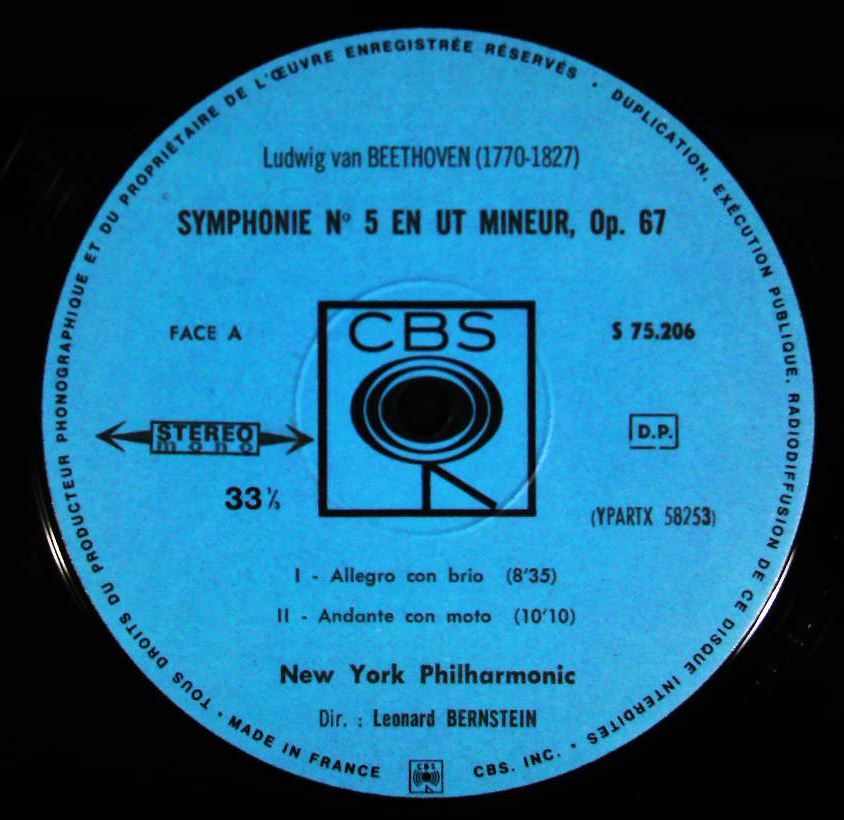 TOUS DROITS DU PRODUCTEUR PHONOGRAPHIQUE ET DU PROPRIÉTAIRE DE L'ŒUVRE ENREGISTRÉE RÉSERVÉS · DUPLICATION, EXÉCUTION PUBLIQUE, RADIODIFFUSION DE CE DISQUE INTERDITES ·
Ludwig van BEETHOVEN (1770-1827)
SYMPHONIE Nº 5 EN UT MINEUR, Op. 67
CBS
FACE A
S 75.206
STEREO
mono
D.P.
33 ⅓
(YPARTX 58253)
I - Allegro con brio (8'35)
II - Andante con moto (10'10)
New York Philharmonic
Dir. : Leonard BERNSTEIN
· MADE IN FRANCE
CBS
CBS. INC. ·